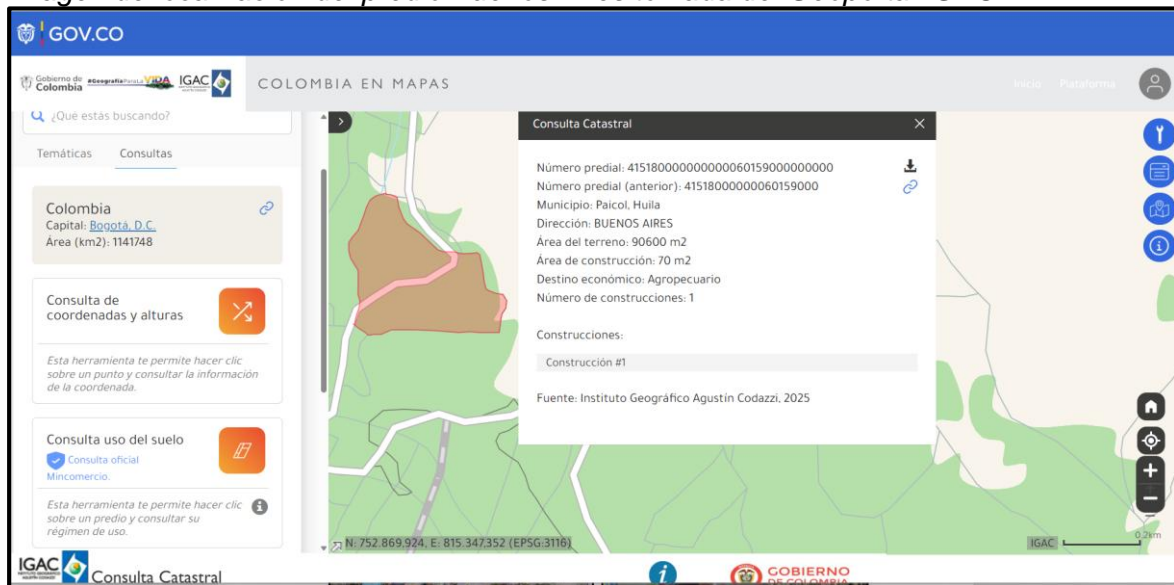 GOV.CO
Gobierno de Colombia
#GeografíaParaLa VIDA
IGAC
COLOMBIA EN MAPAS
Inicio Plataforma
¿Que estás buscando?
Temáticas Consultas
Colombia
Capital: Bogotá, D.C.
Área (km2): 1141748
Consulta de
coordenadas y alturas
Esta herramienta te permite hacer clic
sobre un punto y consultar la información
de la coordenada.
Consulta uso del suelo
Consulta oficial
Mincomercio.
Esta herramienta te permite hacer clic
sobre un predio y consultar su
régimen de uso.
Consulta Catastral
Número predial: 415180000000000060159000000000
Número predial (anterior): 41518000000060159000
Municipio: Paicol, Huila
Dirección: BUENOS AIRES
Área del terreno: 90600 m2
Área de construcción: 70 m2
Destino económico: Agropecuario
Número de construcciones: 1
Construcciones:
Construcción #1
Fuente: Instituto Geográfico Agustín Codazzi, 2025
N: 752.869,924, E: 815.347,352 (EPSG:3116)
IGAC
0.2km
IGAC
Consulta Catastral
GOBIERNO
DE COLOMBIA